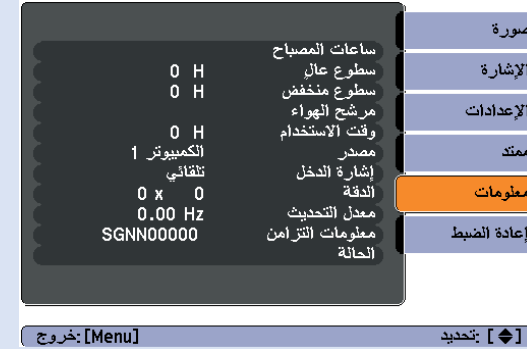 صورة
الإشارة
الإعدادات
ممتد
معلومات
إعادة الضبط
ساعات المصباح
سطوع عالٍ 0 H
سطوع منخفض 0 H
مرشح الهواء
وقت الاستخدام 0 H
مصدر الكمبيوتر 1
إشارة الدخل تلقائي
الدقة 0 x 0
معدل التحديث 0.00 Hz
معلومات التزامن SGNN00000
الحالة
[Menu]:خروج
[ ]:تحديد